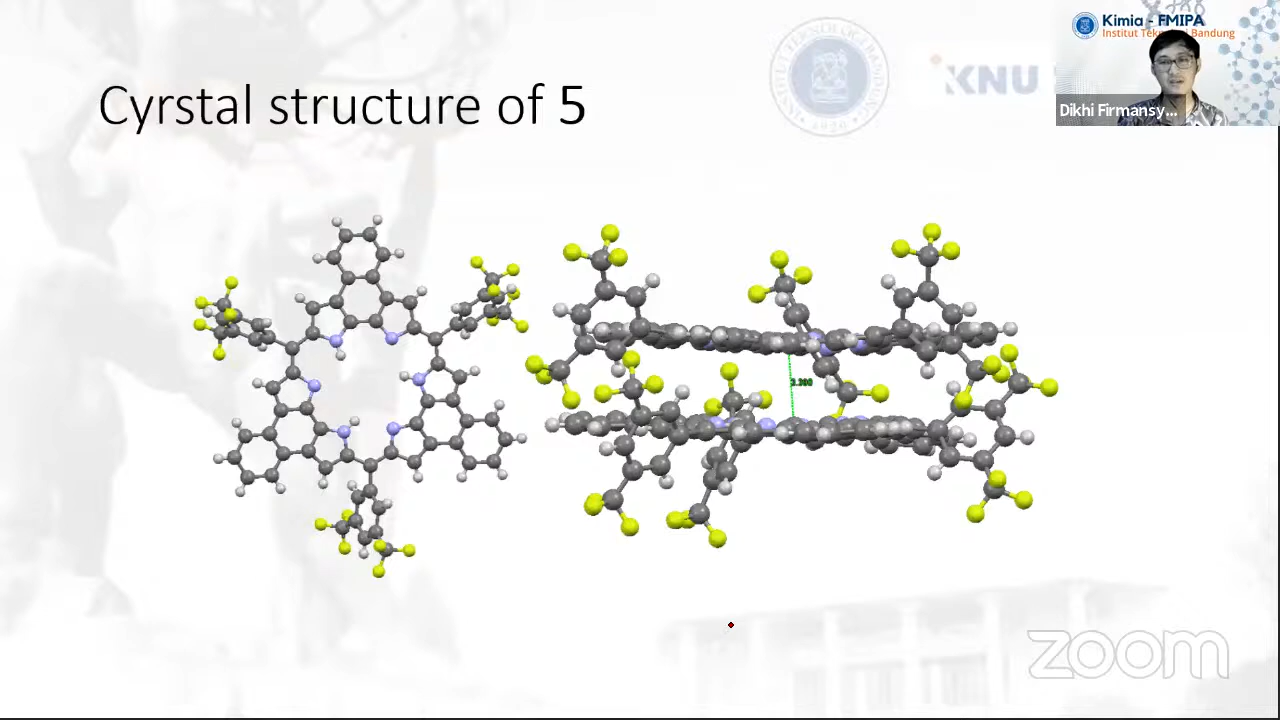 Cyrstal structure of 5
KNU
Kimia - FMIPA
Institut Teknologi Bandung
Dikhi Firmansy...
zoom